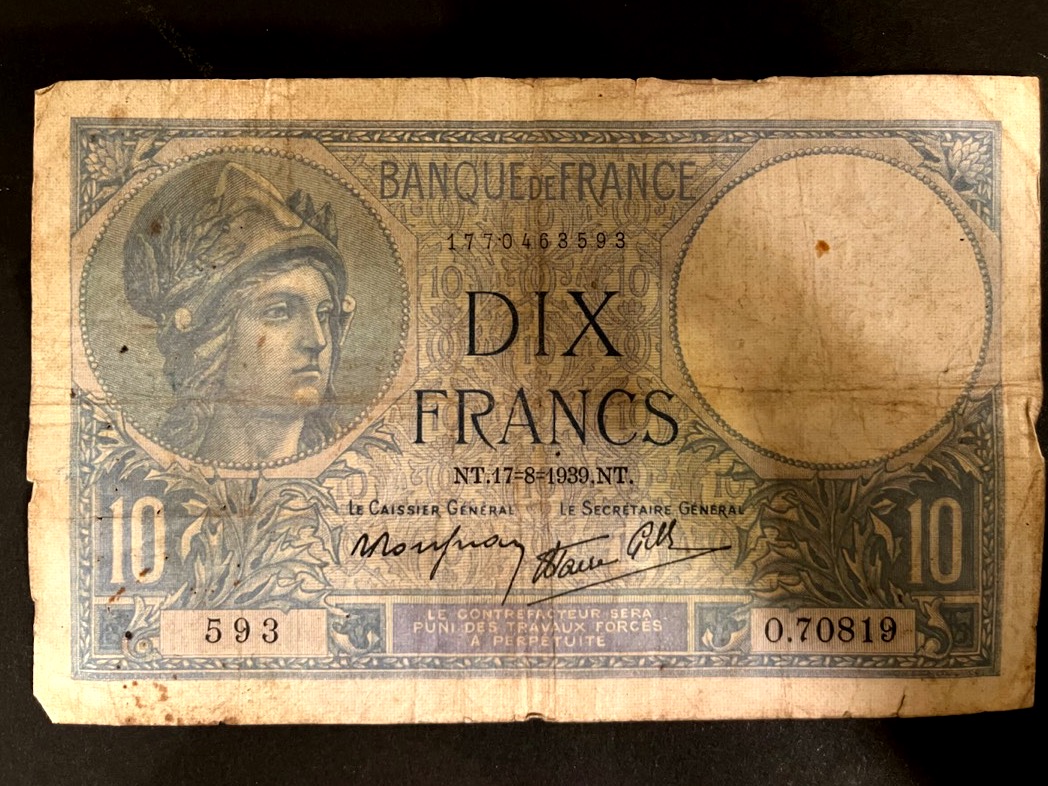 BANQUE DE FRANCE
1770463593
10 10
DIX
FRANCS
NT.17=8=1939.NT.
LE CAISSIER GÉNÉRAL LE SECRÉTAIRE GÉNÉRAL
10 10
LE CONTREFACTEUR SERA
593 PUNI DES TRAVAUX FORCÉS O.70819
À PERPÉTUITÉ